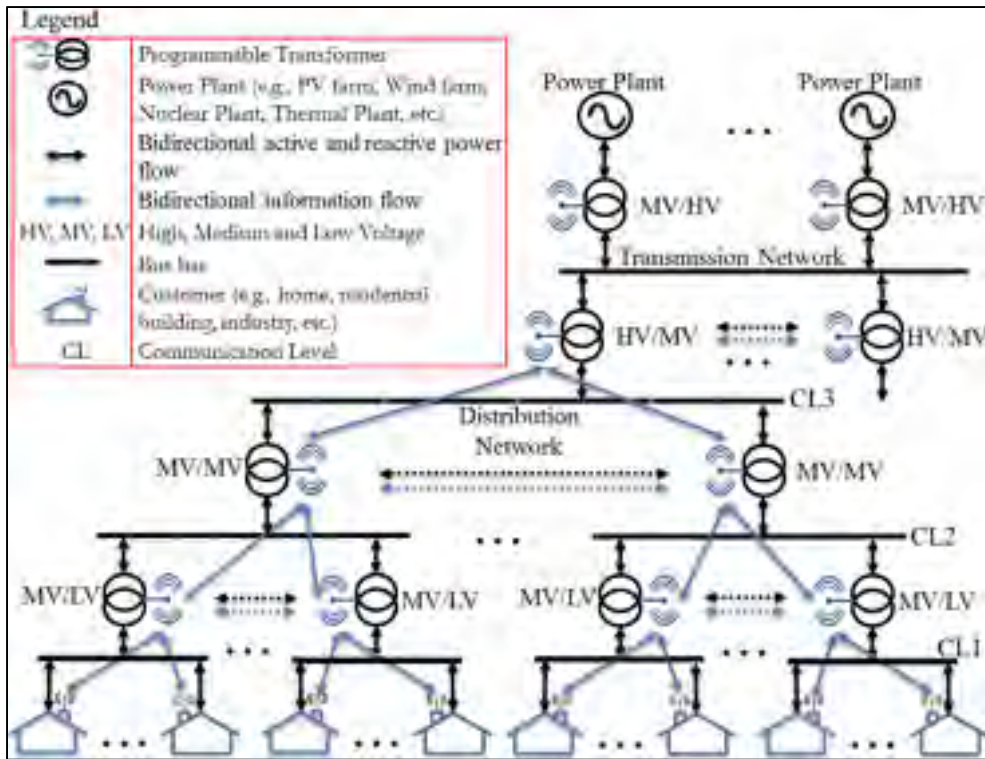 Legend
Programmible Transformer
Power Plant (e.g., PV farm, Wind farm,
Nuclear Plant, Thermal Plant, etc.)
Bidirectional active and reactive power
flow
Bidirectional information flow
HV, MV, LV High, Medium and Low Voltage
Bus bar
Customer (e.g., home, residential
building, industry, etc.)
CL Communication Level
Power Plant
Power Plant
MV/HV
MV/HV
Transmission Network
HV/MV
HV/MV
CL3
Distribution
Network
MV/MV
MV/MV
CL2
MV/LV
MV/LV
MV/LV
MV/LV
CL1